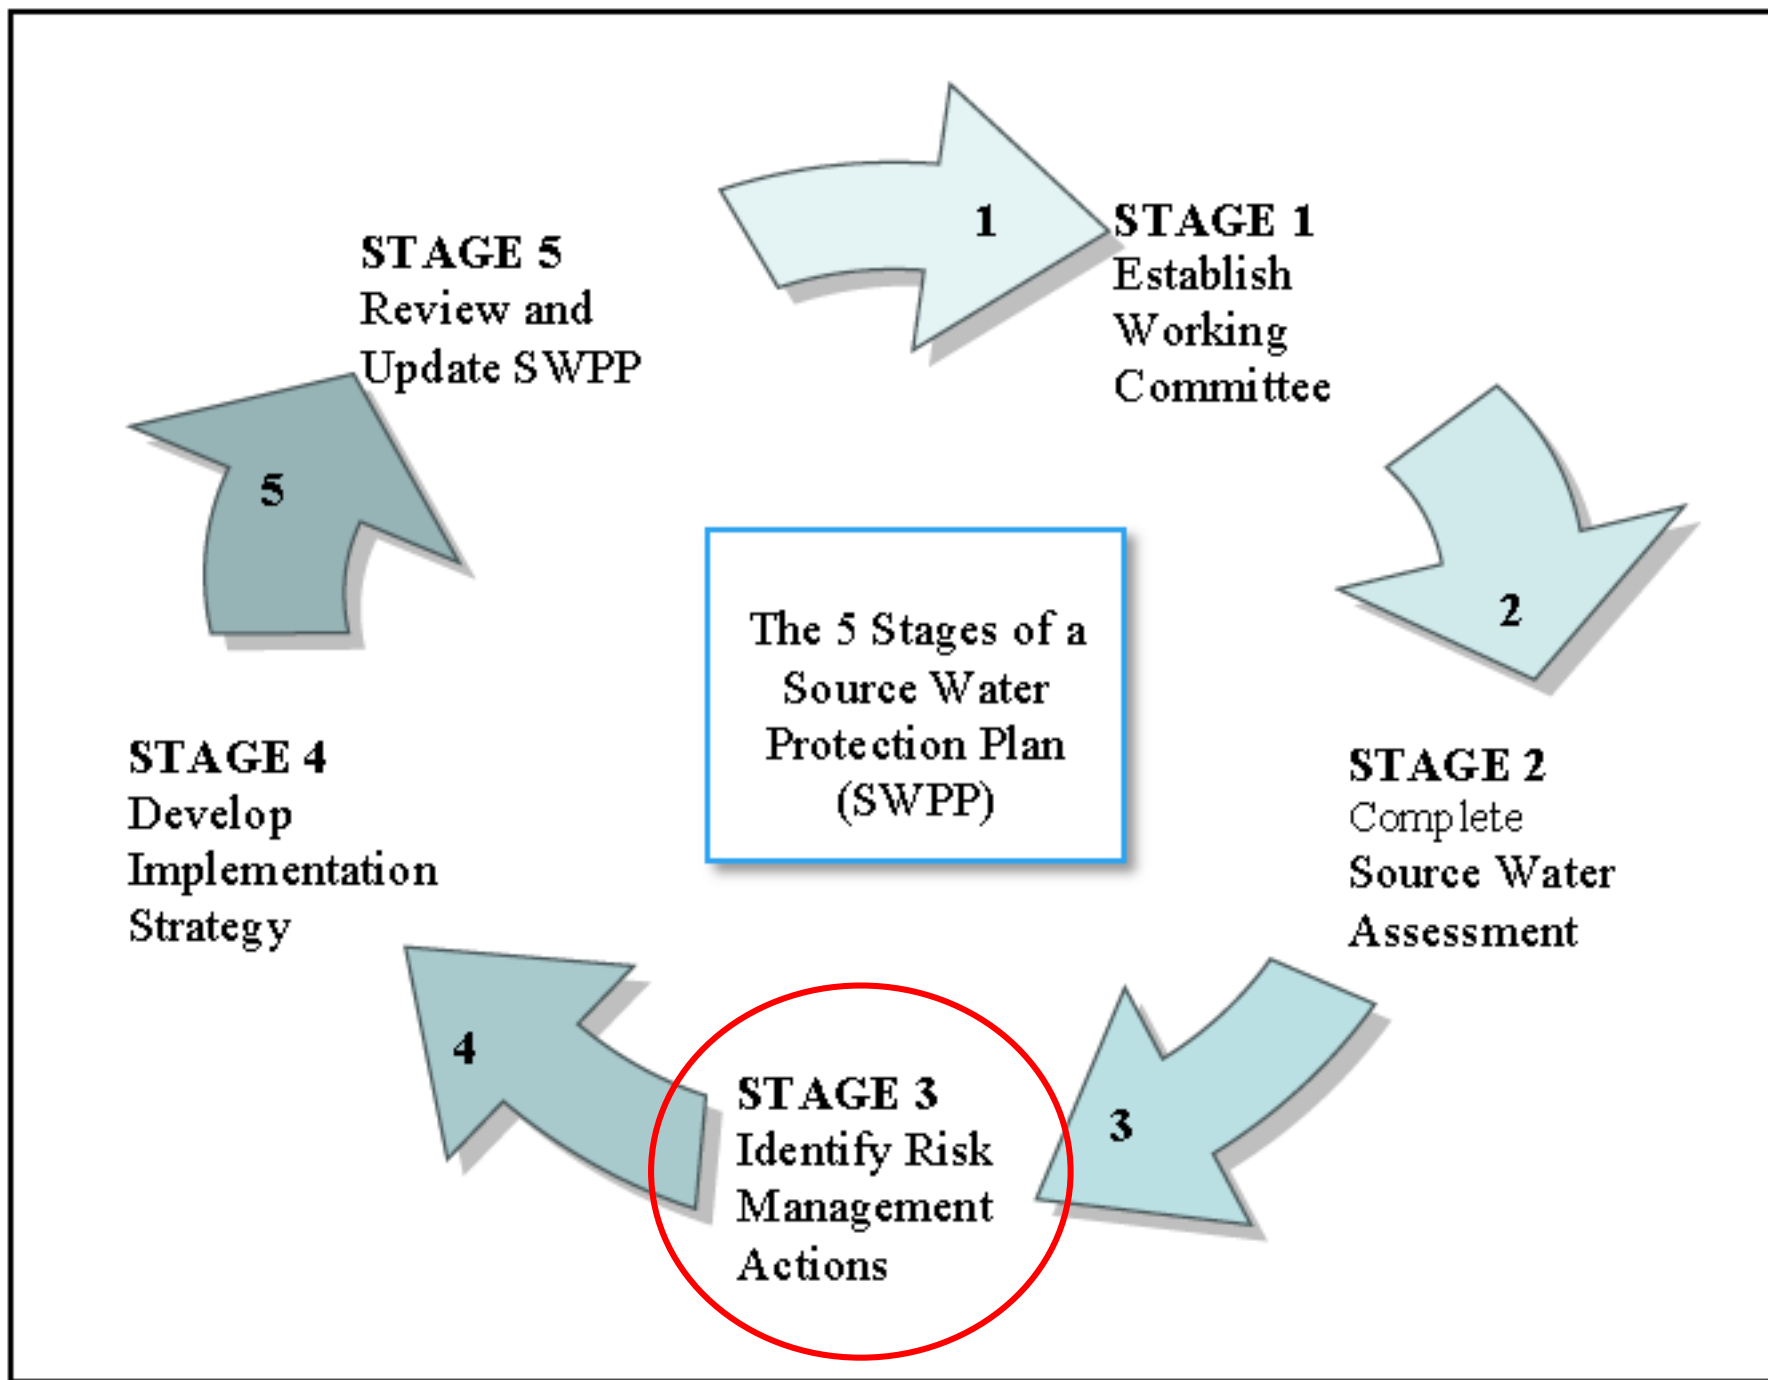 1
STAGE 1
Establish
Working
Committee
2
STAGE 2
Complete
Source Water
Assessment
3
STAGE 3
Identify Risk
Management
Actions
4
STAGE 4
Develop
Implementation
Strategy
5
STAGE 5
Review and
Update SWPP
The 5 Stages of a
Source Water
Protection Plan
(SWPP)